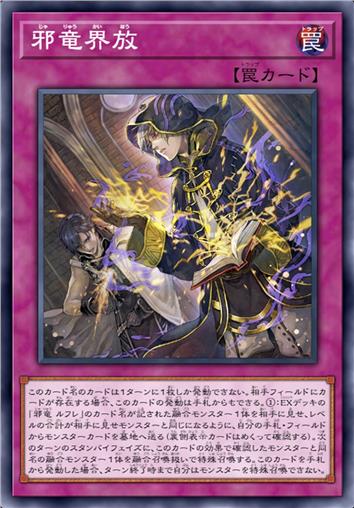 邪竜界放
罠
【罠カード】
このカード名のカードは1ターンに1枚しか発動できない。相手フィールドにカ
ードが存在する場合、このカードの発動は手札からもできる。①:EXデッキの
「邪竜 ルフレ」のカード名が記された融合モンスター1体を相手に見せ、レベ
ルの合計が相手に見せモンスターと同じになるように、自分の手札・フィールド
からモンスターカードを墓地へ送る(裏側表示カードはめくって確認する)。次
のターンのスタンバイフェイズに、このカードの効果で確認したモンスターと同
名の融合モンスター1体を融合召喚扱いで特殊召喚する。このカードを手札
から発動した場合、ターン終了時まで自分はモンスターを特殊召喚できない。